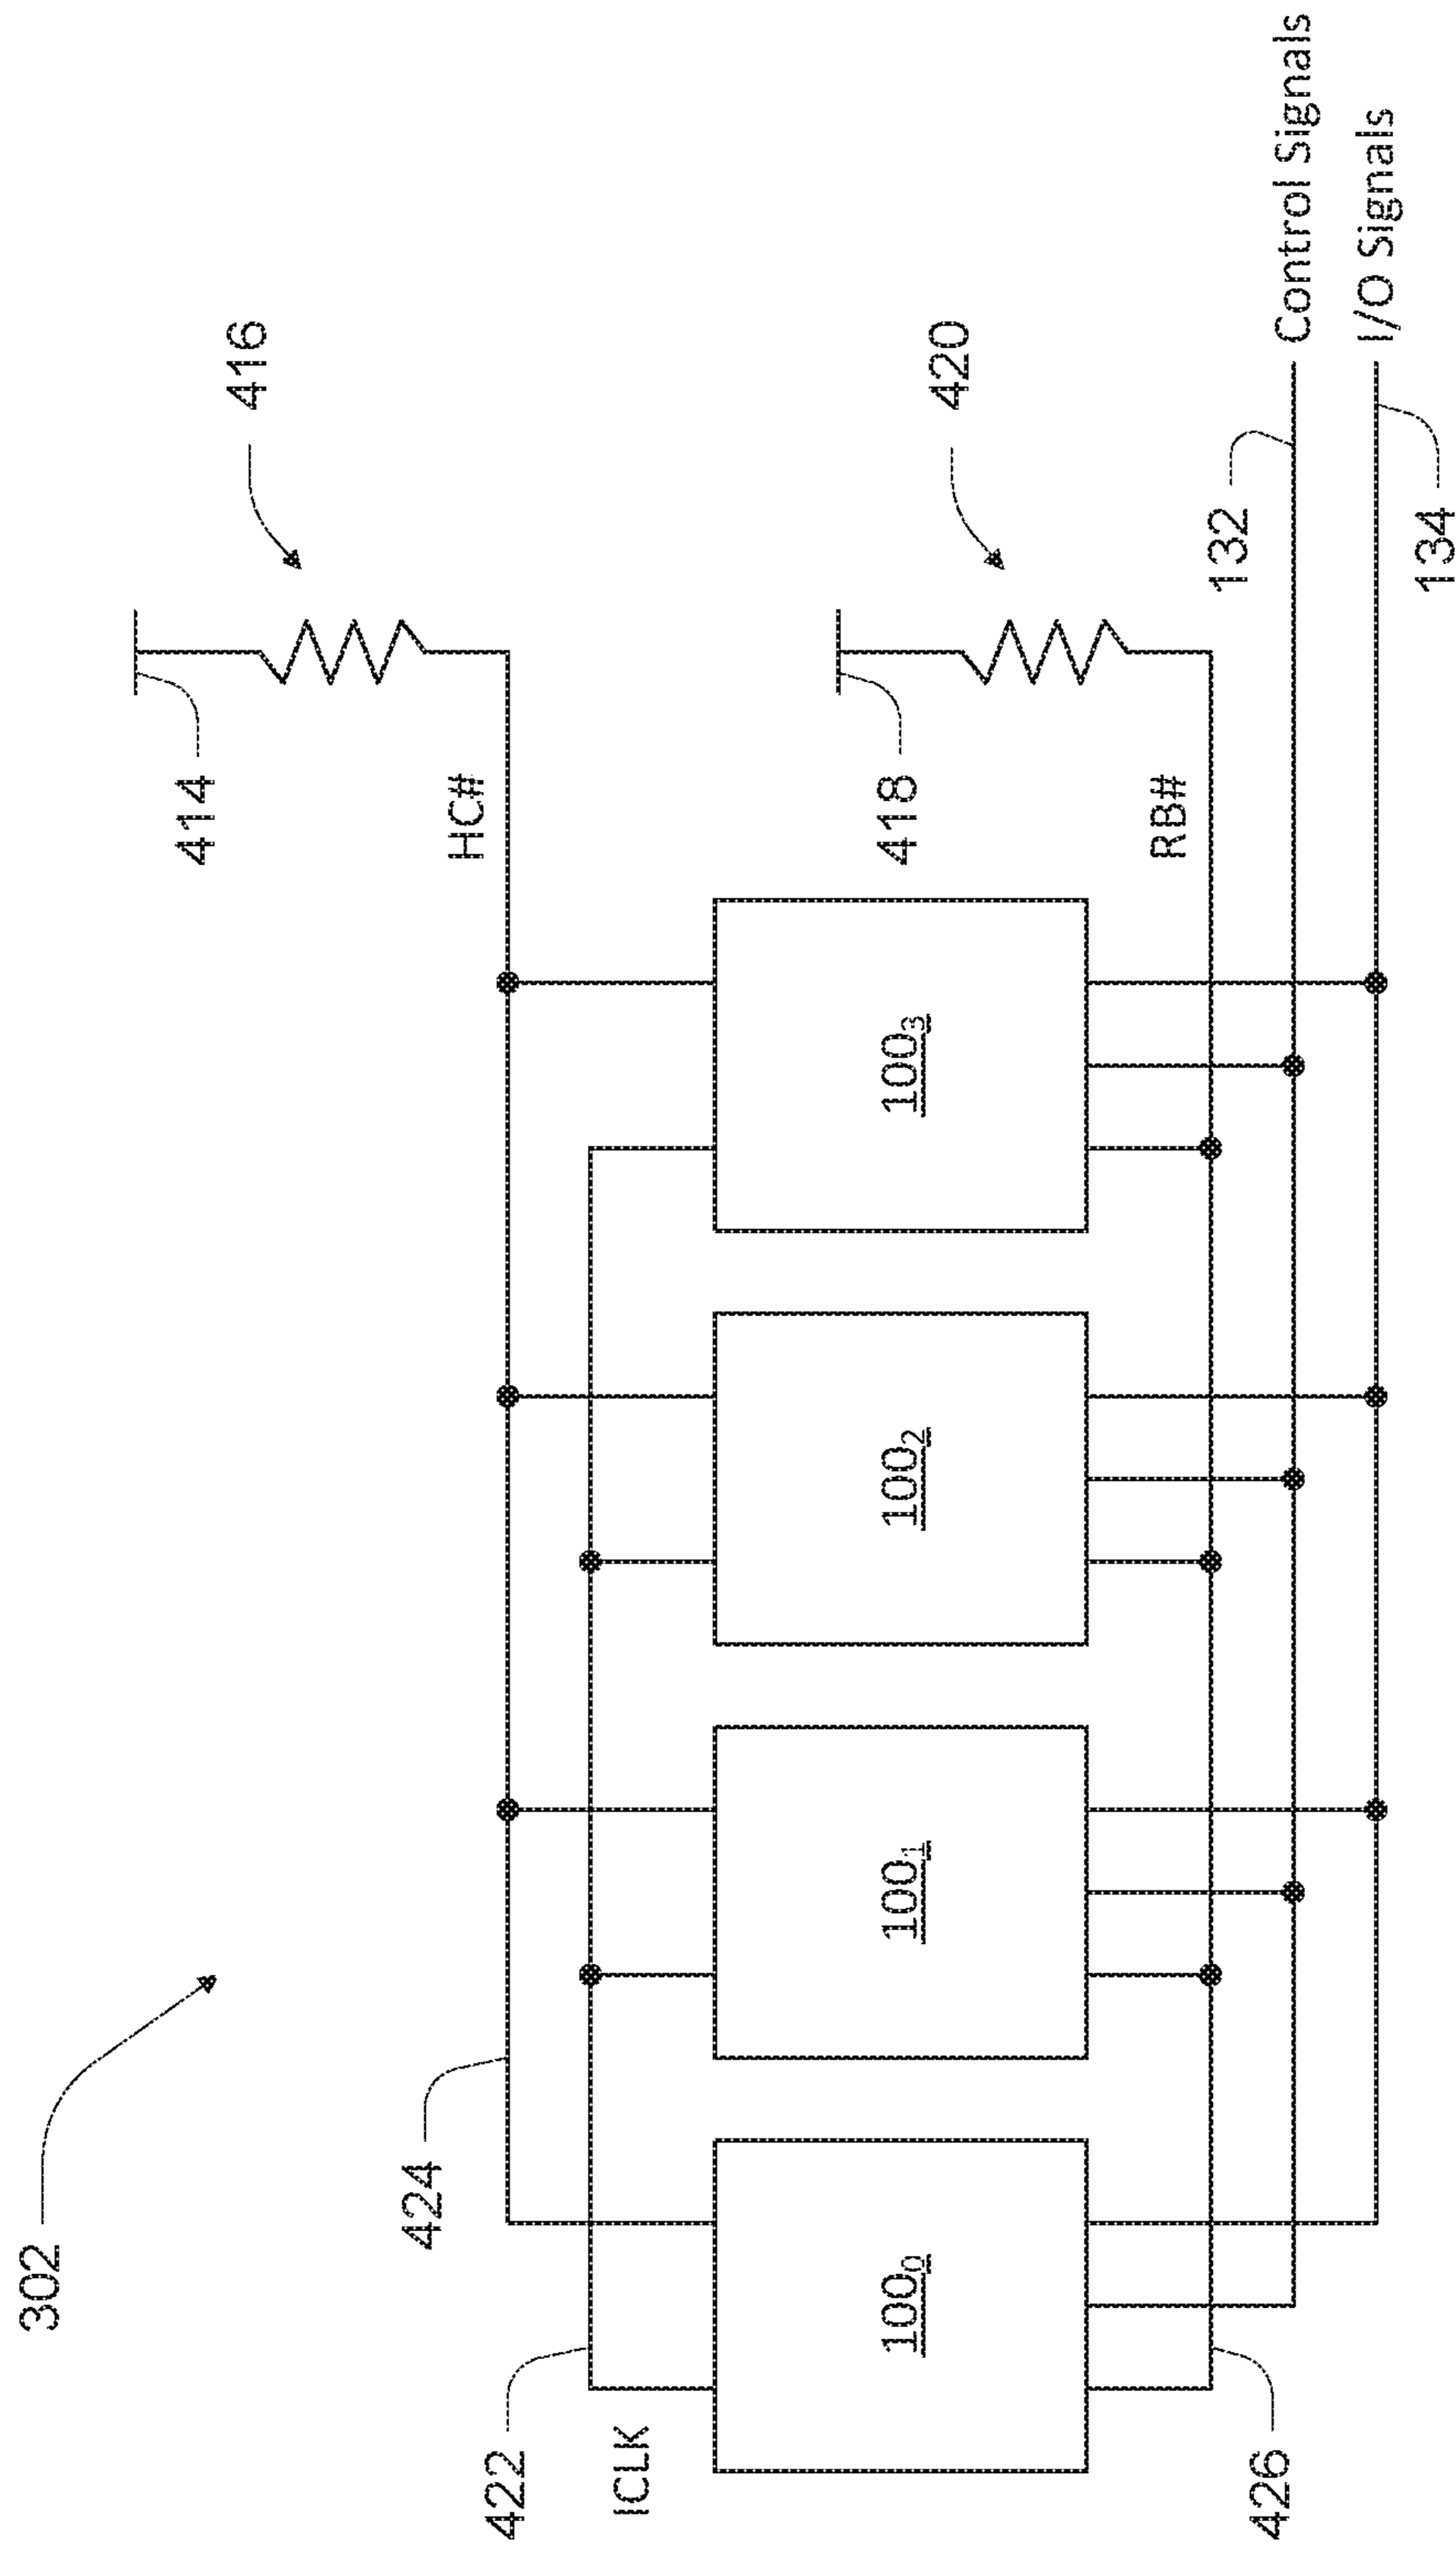 302
414
416
424
HC#
422
ICLK
100₀
100₁
100₂
100₃
418
420
RB#
426
132
Control Signals
I/O Signals
134